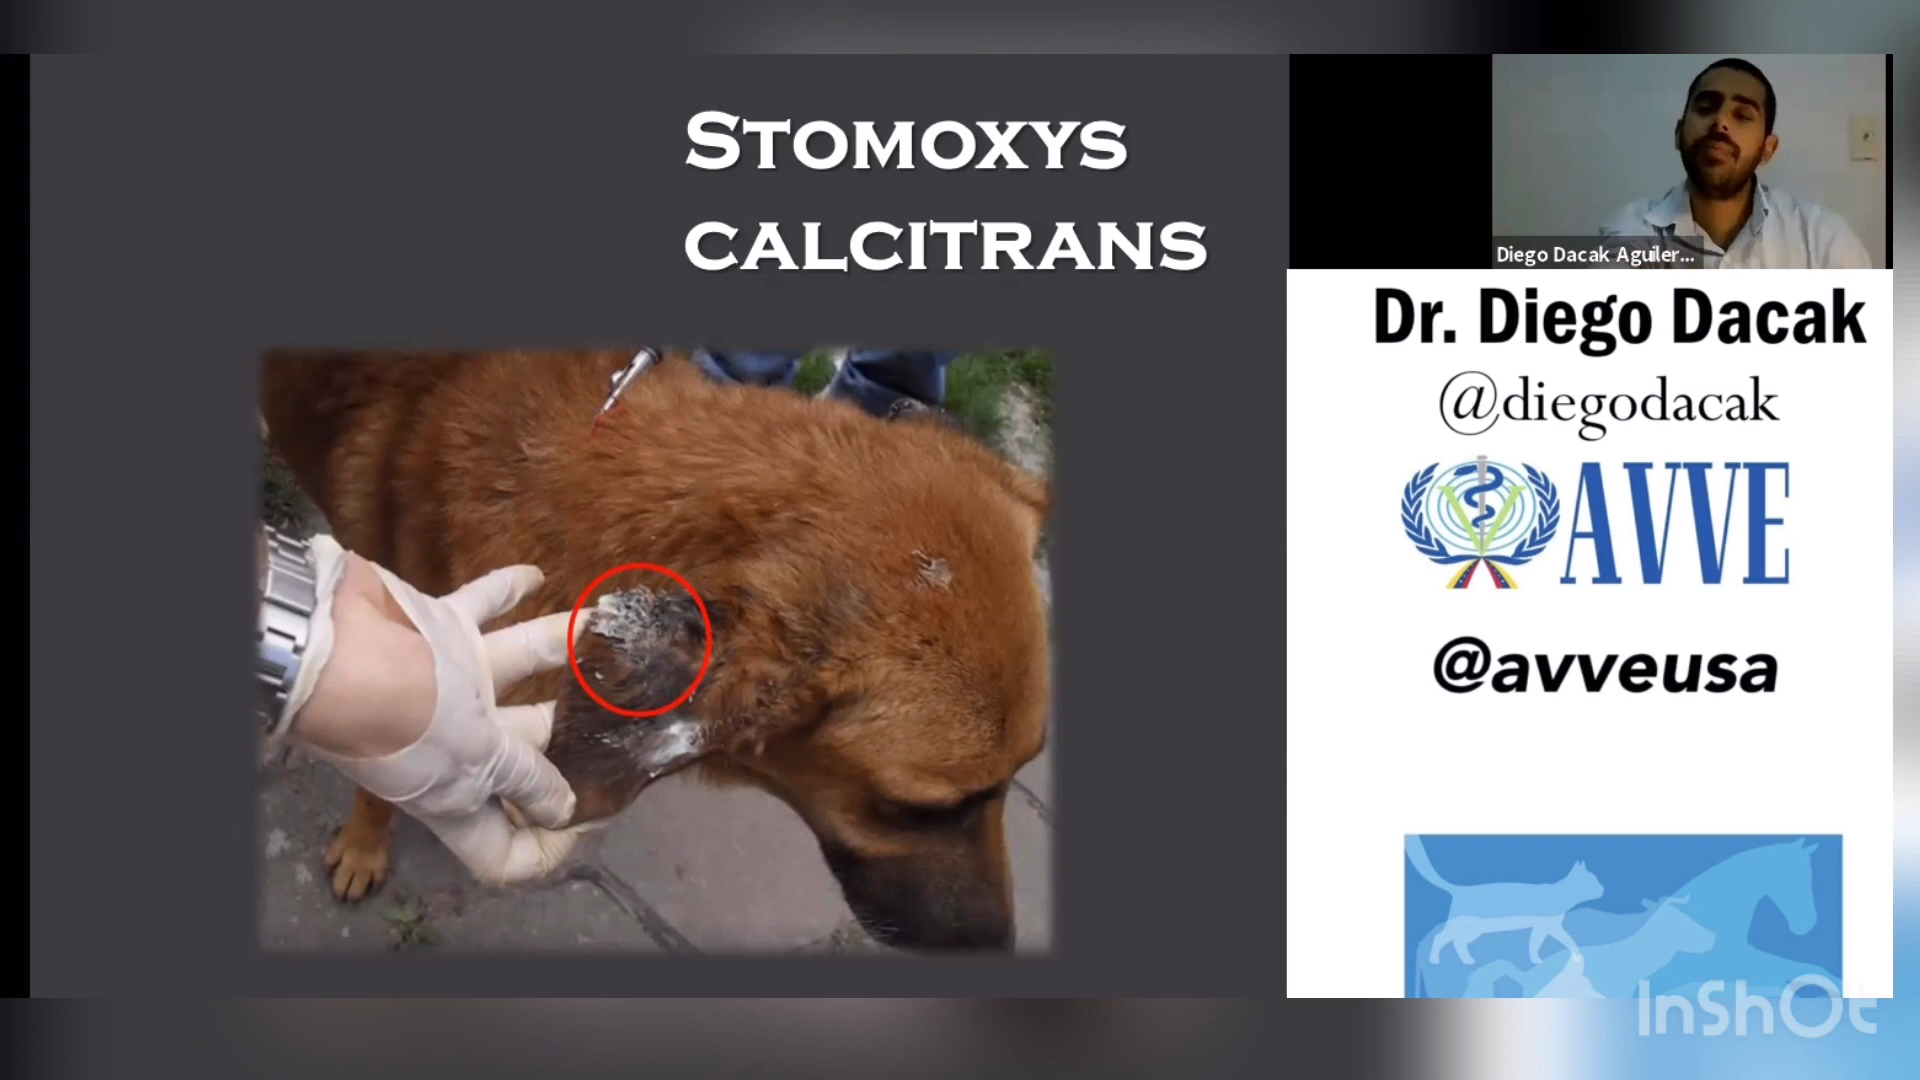 STOMOXYS
CALCITRANS
Diego Dacak Aguiler...
Dr. Diego Dacak
@diegodacak
AVVE
@avveusa
InShOt